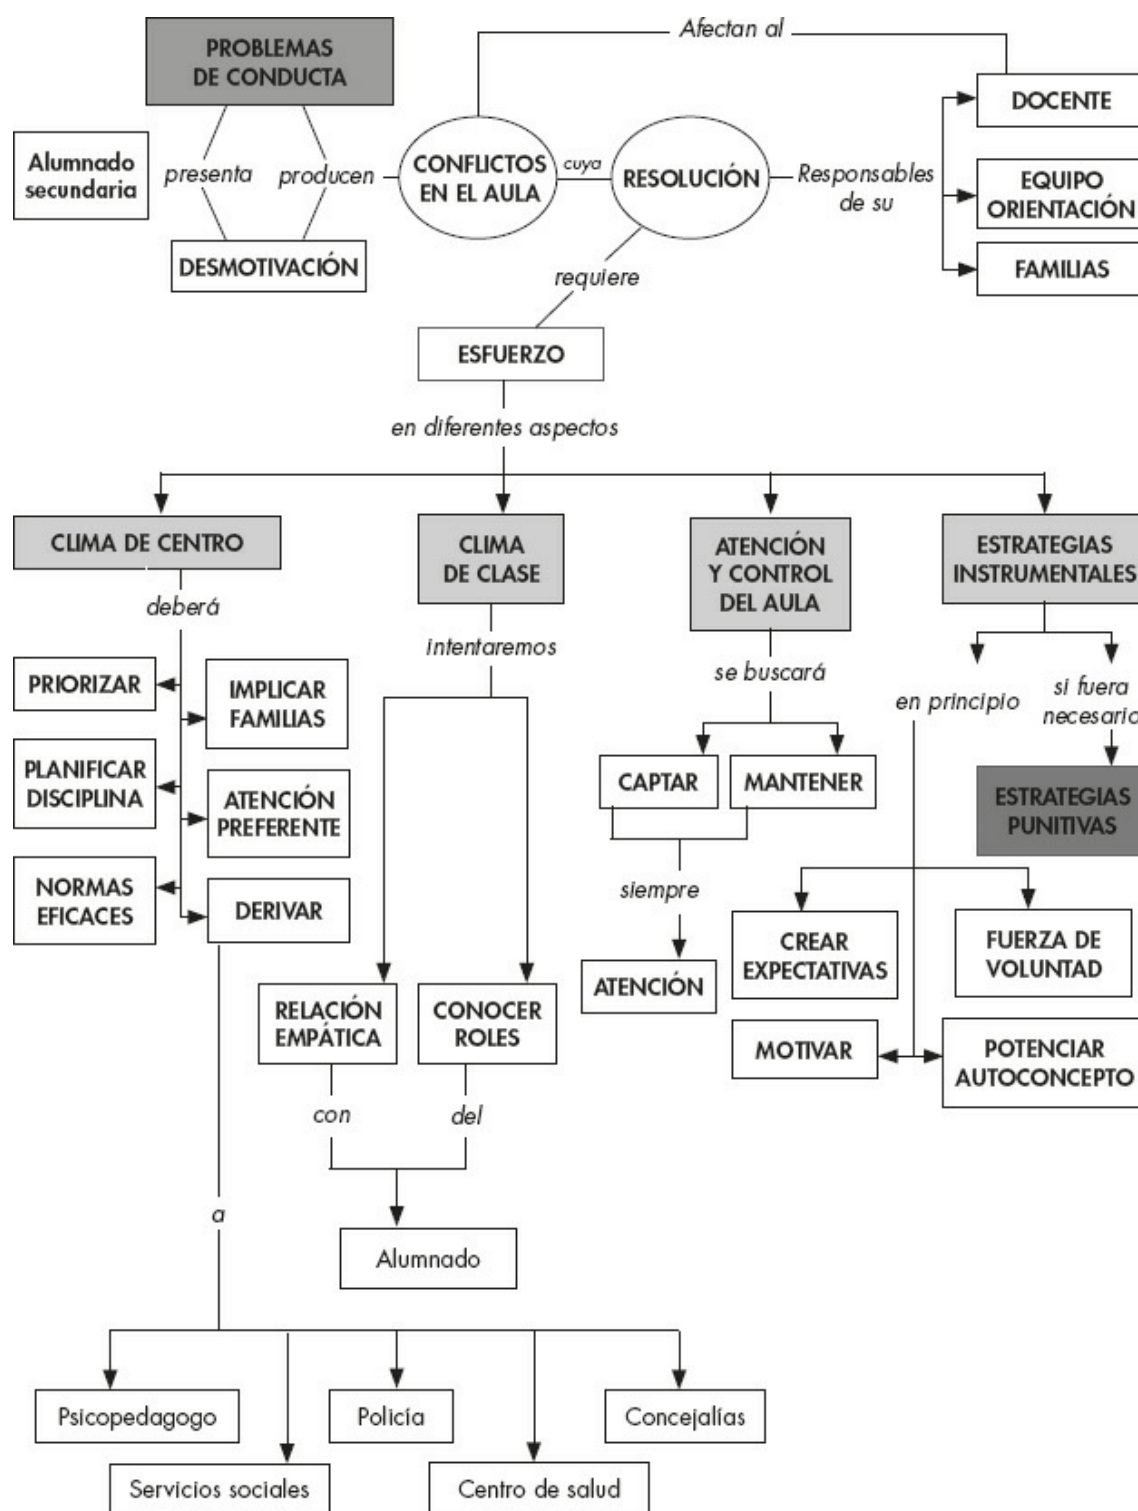 Afectan al
PROBLEMAS
DE CONDUCTA
DOCENTE
Alumnado
secundaria
presenta
producen
CONFLICTOS
EN EL AULA
cuya
RESOLUCIÓN
Responsables
de su
EQUIPO
ORIENTACIÓN
DESMOTIVACIÓN
FAMILIAS
requiere
ESFUERZO
en diferentes aspectos
CLIMA DE CENTRO
CLIMA
DE CLASE
ATENCIÓN
Y CONTROL
DEL AULA
ESTRATEGIAS
INSTRUMENTALES
deberá
intentaremos
se buscará
en principio
si fuera
necesario
PRIORIZAR
IMPLICAR
FAMILIAS
PLANIFICAR
DISCIPLINA
ATENCIÓN
PREFERENTE
CAPTAR
MANTENER
ESTRATEGIAS
PUNITIVAS
NORMAS
EFICACES
DERIVAR
siempre
CREAR
EXPECTATIVAS
FUERZA DE
VOLUNTAD
RELACIÓN
EMPÁTICA
CONOCER
ROLES
ATENCIÓN
MOTIVAR
POTENCIAR
AUTOCONCEPTO
con
del
a
Alumnado
Psicopedagogo
Policía
Concejalías
Servicios sociales
Centro de salud